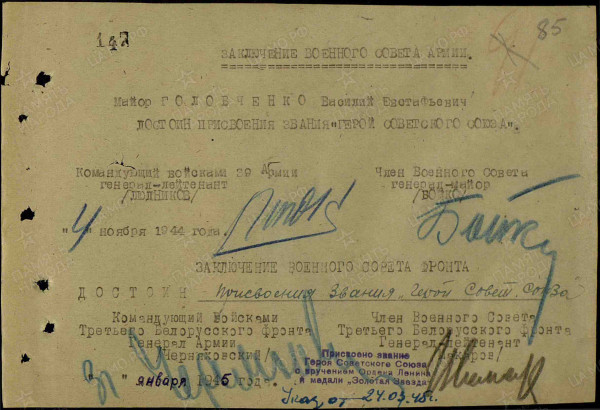 147
85
ЗАКЛЮЧЕНИЕ ВОЕННОГО СОВЕТА АРМИИ.
Майор ГОЛОВЧЕНКО Василий Евстафьевич
ДОСТОИН ПРИСВОЕНИЯ ЗВАНИЯ "ГЕРОЙ СОВЕТСКОГО СОЮЗА".
Командующий войсками 39 Армии Член Военного Совета
генерал-лейтенант генерал-майор
/ЛЮДНИКОВ/ /БОЙКО/
"4" ноября 1944 года. Бойко
ЗАКЛЮЧЕНИЕ ВОЕННОГО СОВЕТА ФРОНТА
ДОСТОИН присвоения звания "Герой Совет. Союза"
Командующий Войсками Член Военного Совета
Третьего Белорусского фронта Третьего Белорусского фронта
Генерал Армии Генерал-лейтенант
/Черняховский/ /Макаров/
Присвоено звание
Героя Советского Союза
с вручением Ордена Ленина
и медали „Золотая Звезда"
" " января 1945 года.
Указ от 24.03.45г.